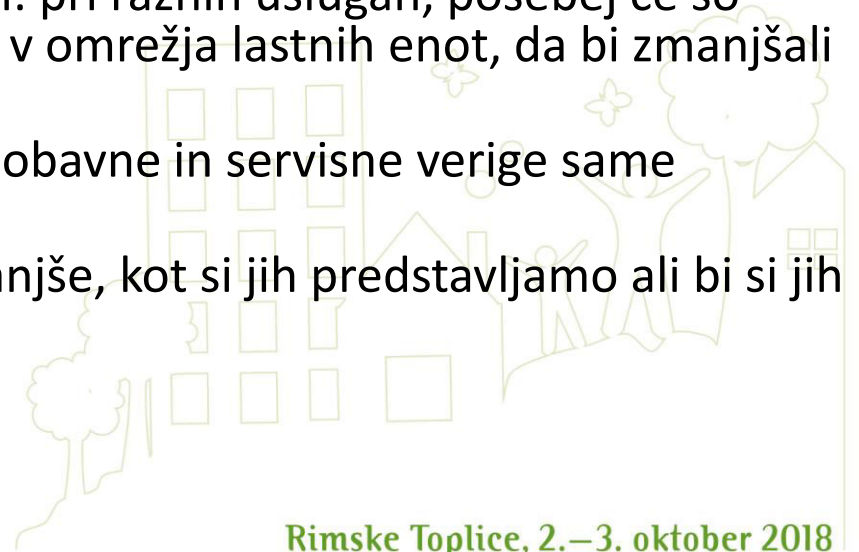 pri raznih uslugah, posebej če so
v omrežja lastnih enot, da bi zmanjšali
obavne in servisne verige same
njše, kot si jih predstavljamo ali bi si jih
Rimske Toplice, 2.–3. oktober 2018